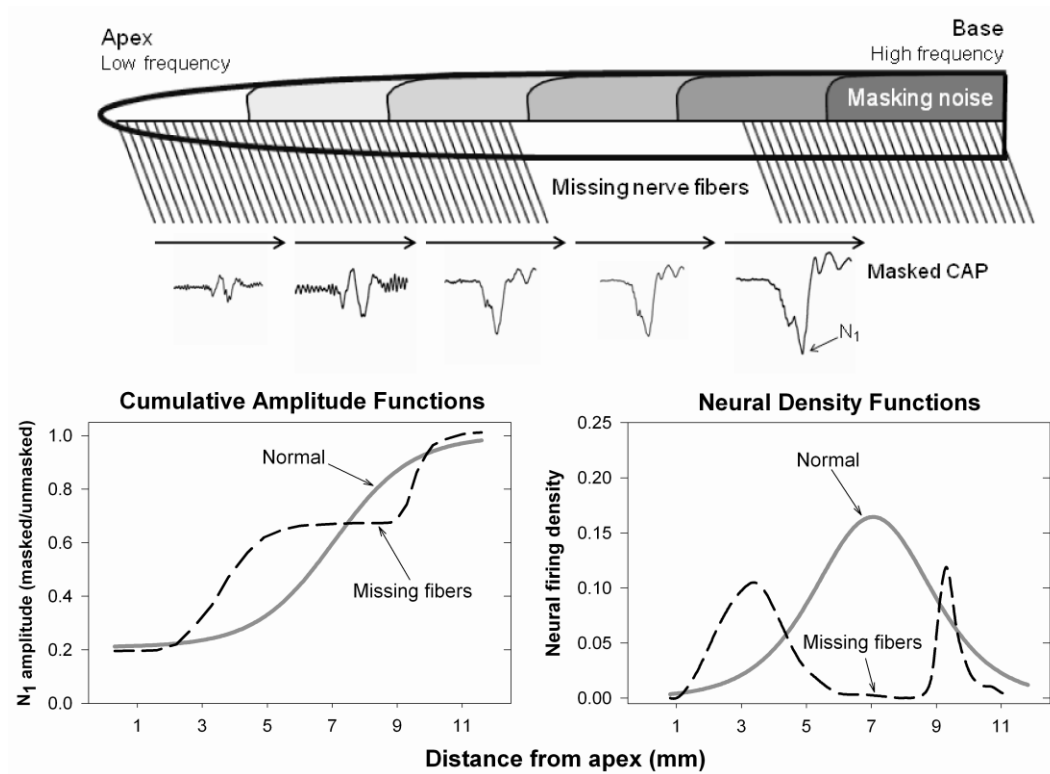 Apex
Low frequency
Base
High frequency
Masking noise
Missing nerve fibers
Masked CAP
N1
Cumulative Amplitude Functions
N1 amplitude (masked/unmasked)
1.0
0.8
0.6
0.4
0.2
0.0
Normal
Missing fibers
1 3 5 7 9 11
Neural Density Functions
Neural firing density
0.25
0.20
0.15
0.10
0.05
0.00
Normal
Missing fibers
1 3 5 7 9 11
Distance from apex (mm)